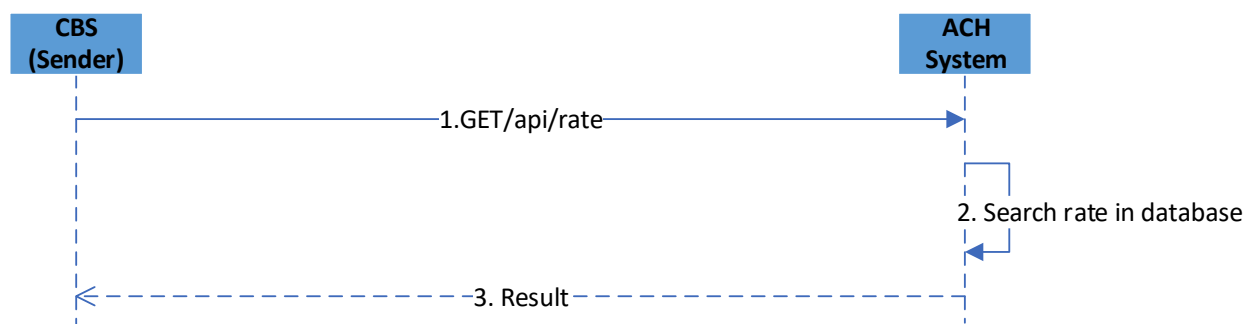 CBS
(Sender)
ACH
System
1.GET/api/rate
2. Search rate in database
3. Result